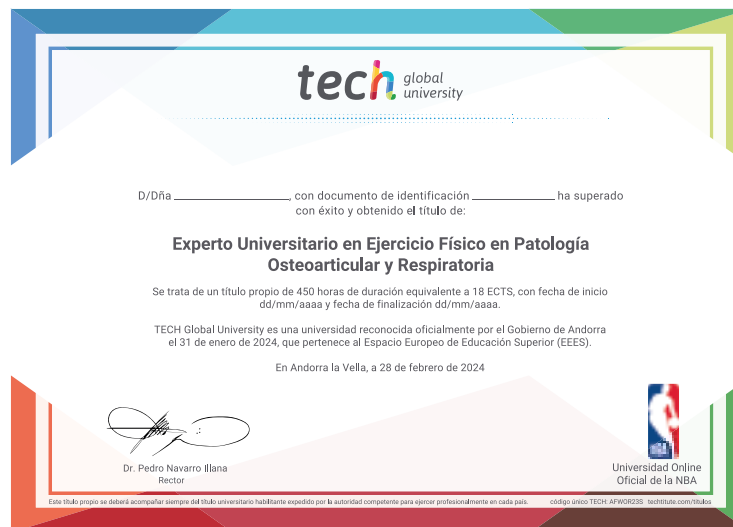 tech global university
D/Dña ____________________, con documento de identificación ______________ ha superado
con éxito y obtenido el título de:
Experto Universitario en Ejercicio Físico en Patología
Osteoarticular y Respiratoria
Se trata de un título propio de 450 horas de duración equivalente a 18 ECTS, con fecha de inicio
dd/mm/aaaa y fecha de finalización dd/mm/aaaa.
TECH Global University es una universidad reconocida oficialmente por el Gobierno de Andorra
el 31 de enero de 2024, que pertenece al Espacio Europeo de Educación Superior (EEES).
En Andorra la Vella, a 28 de febrero de 2024
Dr. Pedro Navarro Illana
Rector
Universidad Online
Oficial de la NBA
Este título propio se deberá acompañar siempre del título universitario habilitante expedido por la autoridad competente para ejercer profesionalmente en cada país. código único TECH: AFWOR23S techtitute.com/titulos